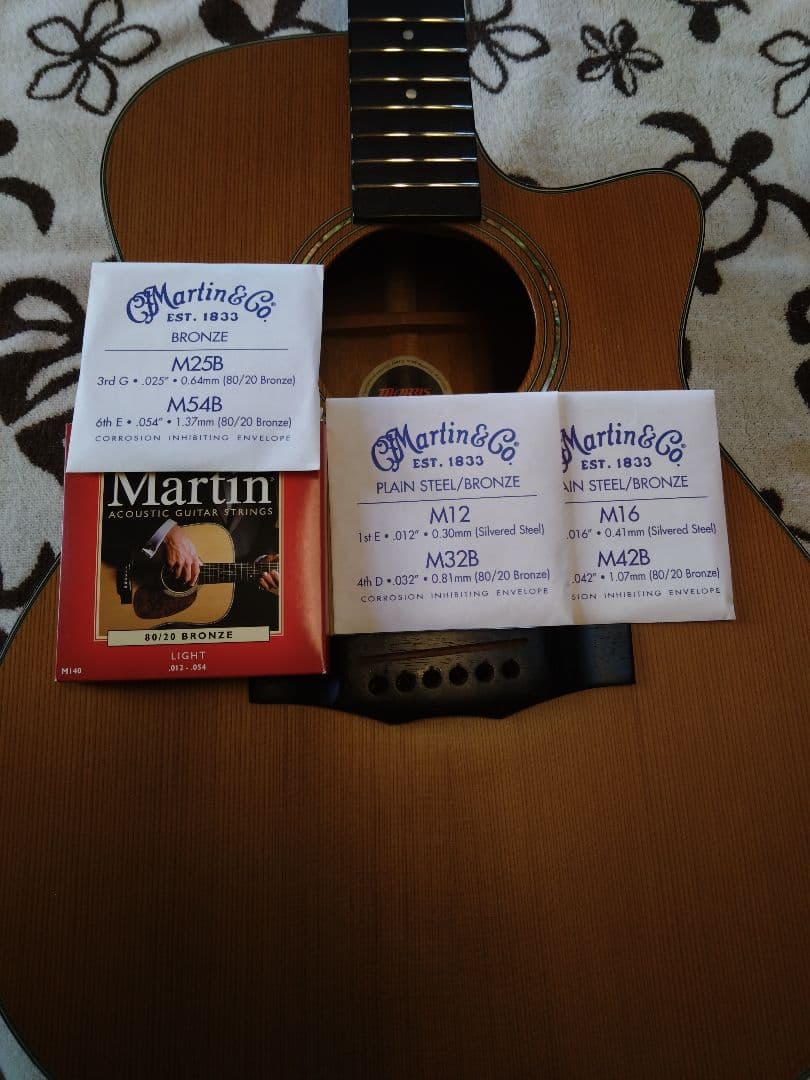 Martin & Co.
EST. 1833
BRONZE
M25B
3rd G • .025" • 0.64mm (80/20 Bronze)
M54B
6th E • .054" • 1.37mm (80/20 Bronze)
CORROSION INHIBITING ENVELOPE
Martin
ACOUSTIC GUITAR STRINGS
80/20 BRONZE
LIGHT
M140
.012 - .054
Martin & Co.
EST. 1833
PLAIN STEEL/BRONZE
M12
1st E • .012" • 0.30mm (Silvered Steel)
M32B
4th D • .032" • 0.81mm (80/20 Bronze)
CORROSION INHIBITING ENVELOPE
Martin & Co.
EST. 1833
AIN STEEL/BRONZE
M16
.016" • 0.41mm (Silvered Steel)
M42B
.042" • 1.07mm (80/20 Bronze)
SION INHIBITING ENVELOPE
Morris